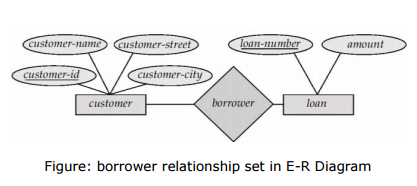 customer-name customer-street loan-number amount
customer-id customer-city
customer borrower loan
Figure: borrower relationship set in E-R Diagram